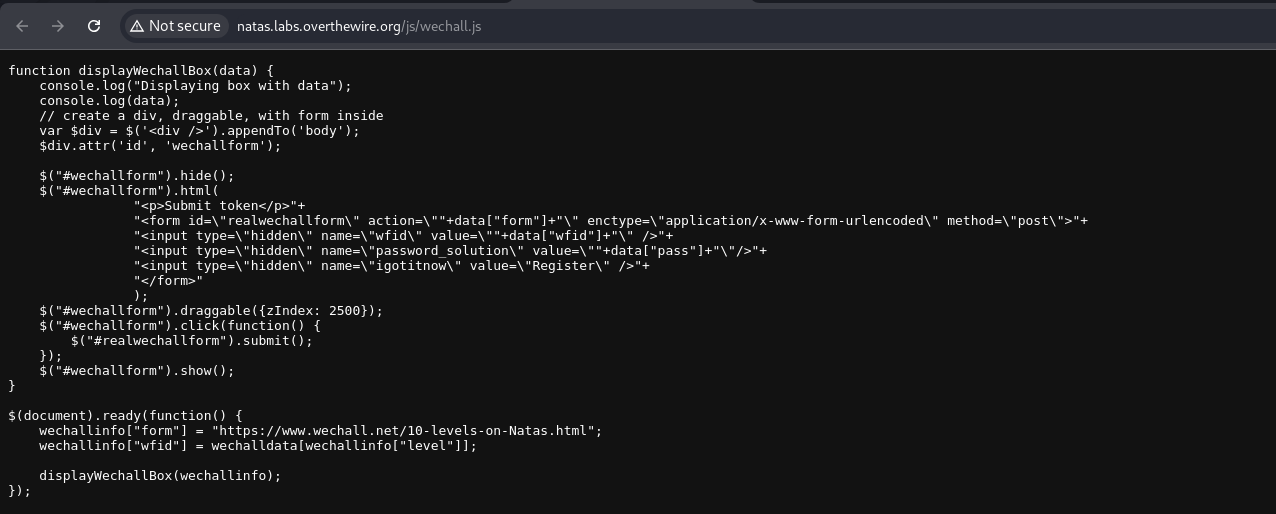 Not secure natas.labs.overthewire.org/js/wechall.js
function displayWechallBox(data) {
    console.log("Displaying box with data");
    console.log(data);
    // create a div, draggable, with form inside
    var $div = $('<div />').appendTo('body');
    $div.attr('id', 'wechallform');

    $("#wechallform").hide();
    $("#wechallform").html(
                "<p>Submit token</p>"+
                "<form id=\"realwechallform\" action=\""+data["form"]+"\" enctype=\"application/x-www-form-urlencoded\" method=\"post\">"+
                "<input type=\"hidden\" name=\"wfid\" value=\""+data["wfid"]+"\" />"+
                "<input type=\"hidden\" name=\"password_solution\" value=\""+data["pass"]+"\"/>"+
                "<input type=\"hidden\" name=\"igotitnow\" value=\"Register\" />"+
                "</form>"
                );
    $("#wechallform").draggable({zIndex: 2500});
    $("#wechallform").click(function() {
        $("#realwechallform").submit();
    });
    $("#wechallform").show();
}

$(document).ready(function() {
    wechallinfo["form"] = "https://www.wechall.net/10-levels-on-Natas.html";
    wechallinfo["wfid"] = wechalldata[wechallinfo["level"]];

    displayWechallBox(wechallinfo);
});